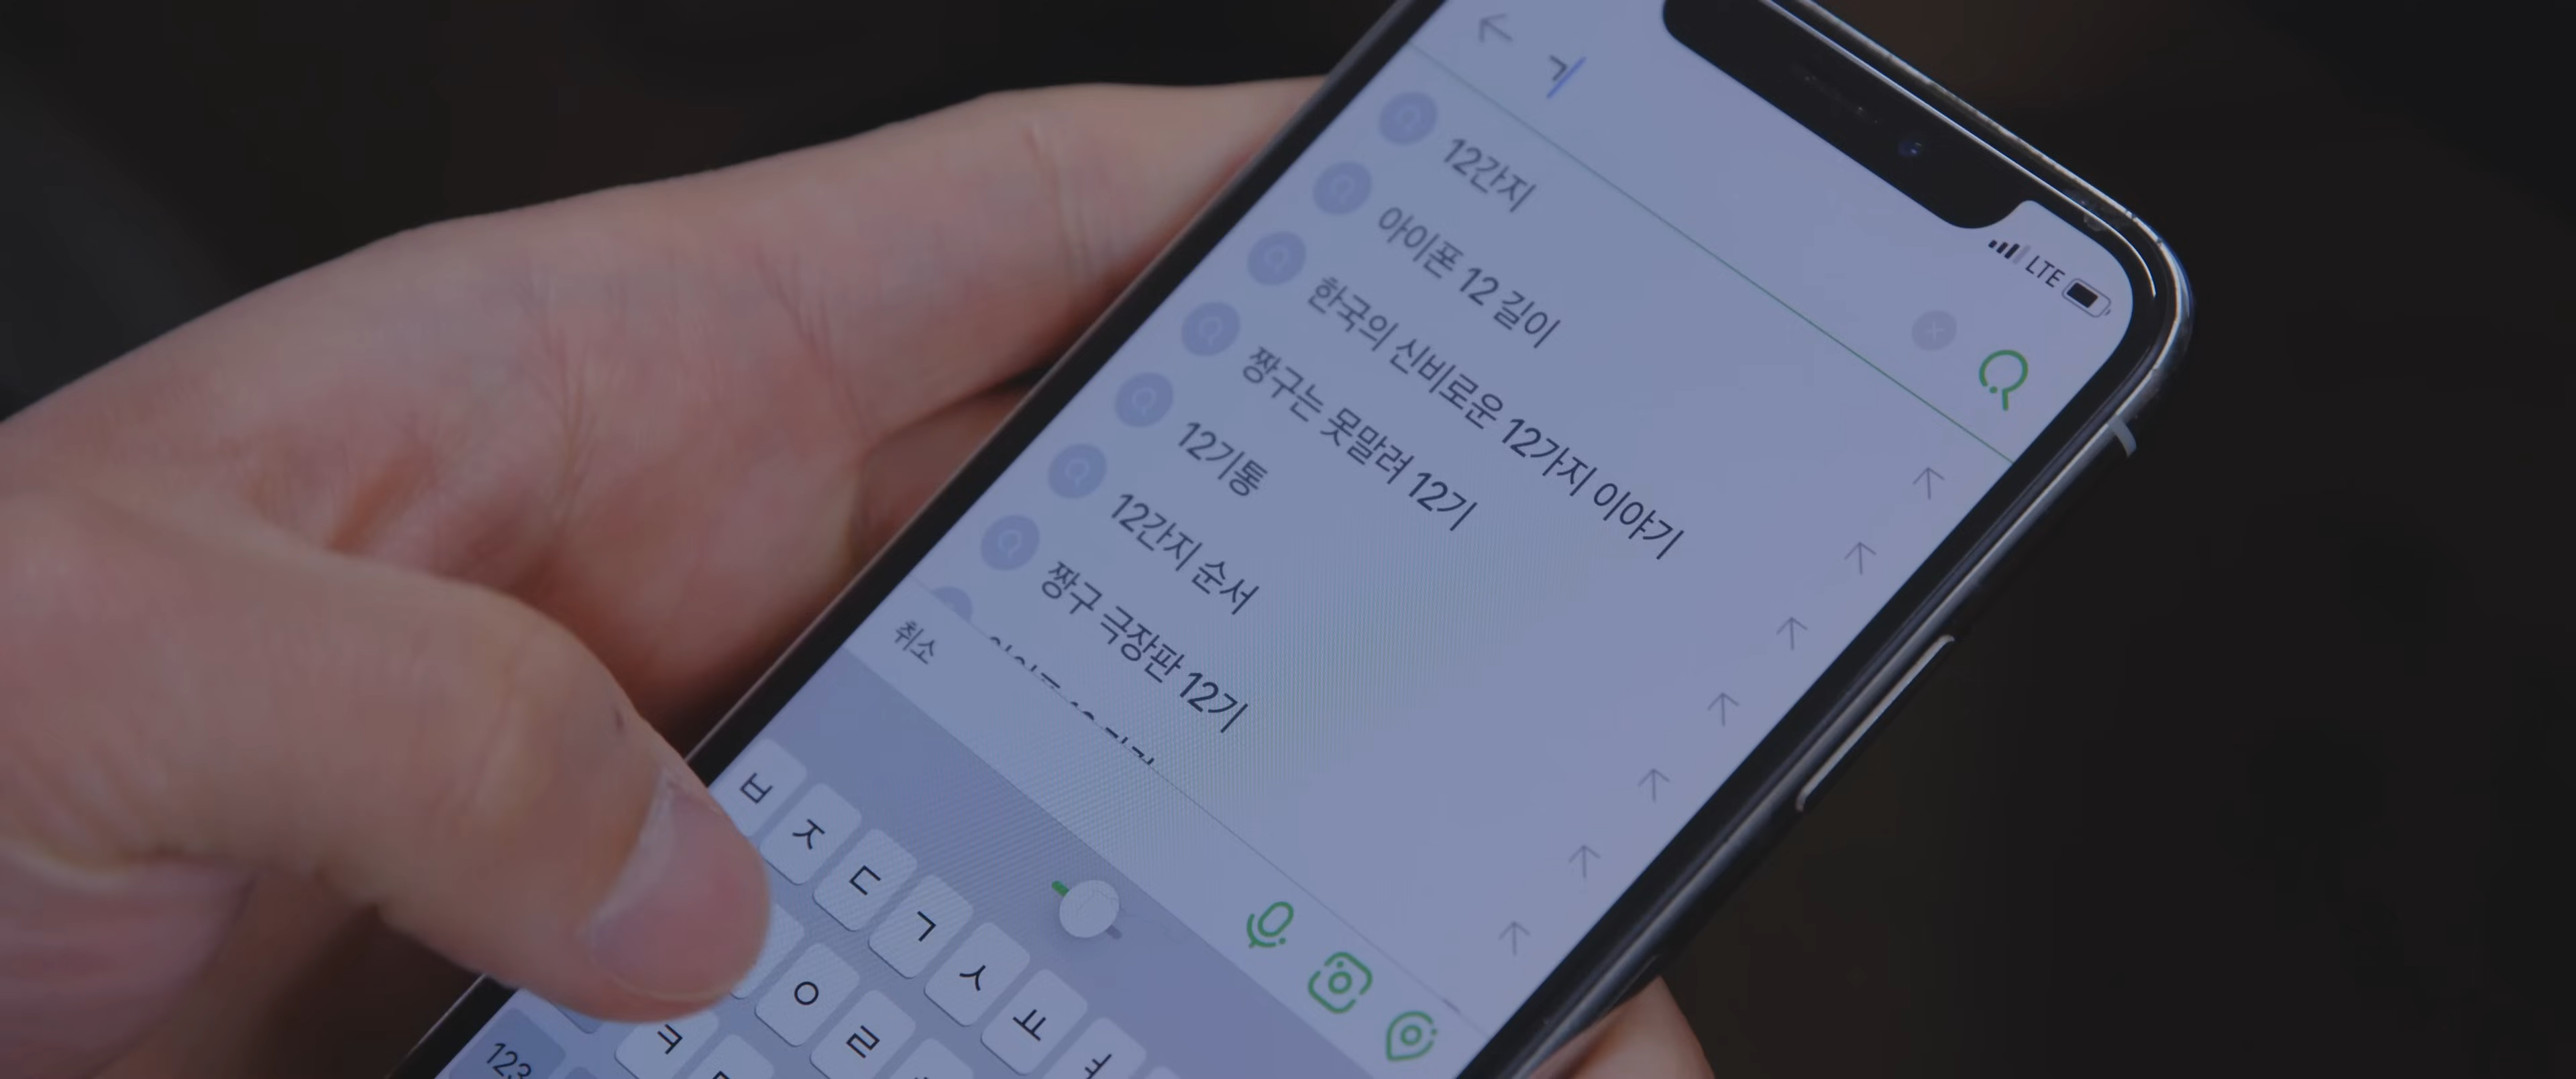 LTE
ㄱ
12간지
아이폰 12 길이
한국의 신비로운 12가지 이야기
짱구는 못말려 12기
12기통
12간지 순서
짱구 극장판 12기
취소
ㅂ ㅈ ㄷ ㄱ ㅅ ㅛ ㅕ
ㅇ ㄹ
123 ㅋ